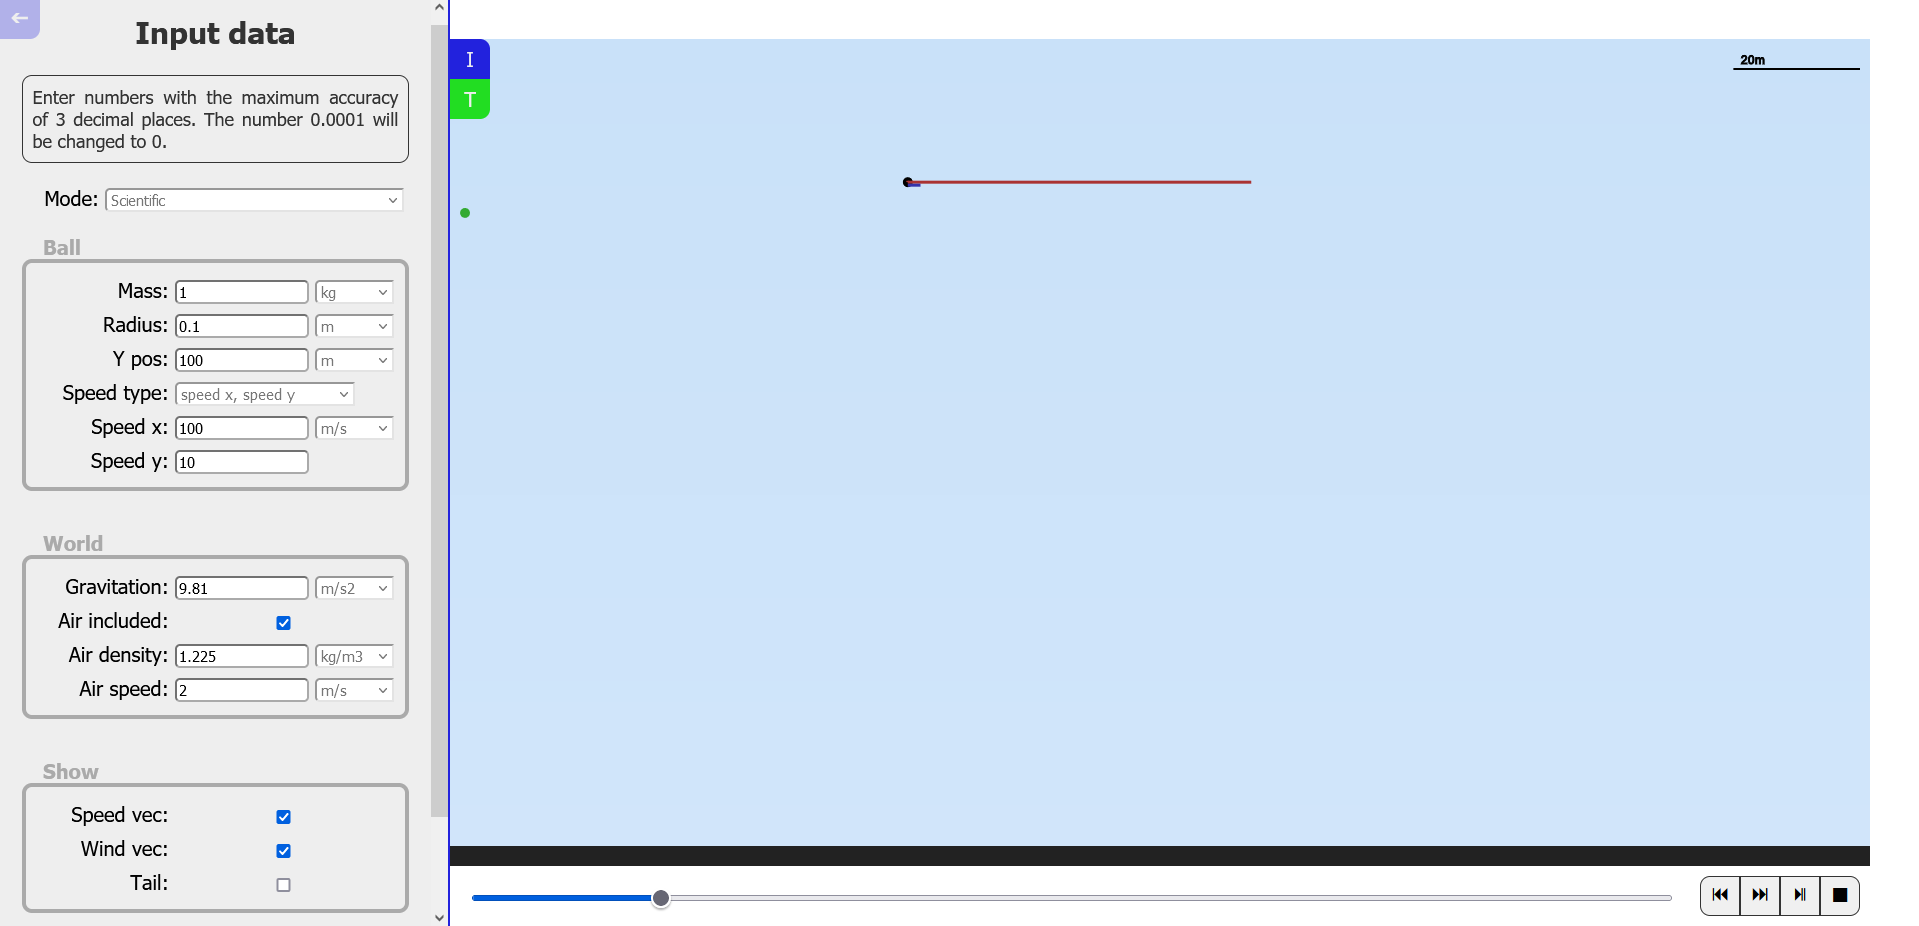 Input data
Enter numbers with the maximum accuracy
of 3 decimal places. The number 0.0001 will
be changed to 0.
Mode: Scientific
Ball
Mass: 1 kg
Radius: 0.1 m
Y pos: 100 m
Speed type: speed x, speed y
Speed x: 100 m/s
Speed y: 10
World
Gravitation: 9.81 m/s2
Air included:
Air density: 1.225 kg/m3
Air speed: 2 m/s
Show
Speed vec:
Wind vec:
Tail:
I
T
20m